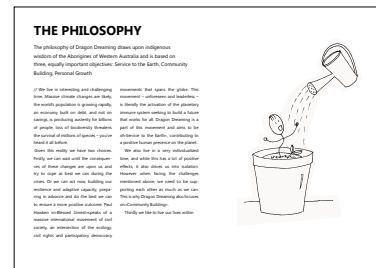 THE PHILOSOPHY
The philosophy of Dragon Dreaming draws upon indigenous
wisdom of the Aborigines of Western Australia and is based on
three, equally important objectives: Service to the Earth, Community
Building, Personal Growth
// We live in interesting and challenging
time. Massive climate changes are likely,
the world's population is growing rapidly,
an economy built on debt, and not on
savings, is producing austerity for billions
of people, loss of biodiversity threatens
the survival of millions of species – you've
heard it all before.
Given this reality we have two choices.
Firstly, we can wait until the consequen-
ces of these changes are upon us and
try to cope as best we can during the
crises. Or we can act now, building our
resilience and adaptive capacity, prepa-
ring in advance and do the best we can
to ensure a more positive outcome. Paul
Hawken in‹Blessed Unrest›speaks of a
massive international movement of civil
society, an intersection of the ecology,
civil rights and participatory democracy
movements that spans the globe. This
movement – unforeseen and leaderless –
is literally the activation of the planetary
immune system seeking to build a future
that works for all. Dragon Dreaming is a
part of this movement and aims to be
of‹Service to the Earth›, contributing to
a positive human presence on the planet.
We also live in a very individualized
time, and while this has a lot of positive
effects, it also drives us into isolation.
However when facing the challenges
mentioned above, we need to be sup-
porting each other as much as we can.
This is why Dragon Dreaming also focuses
on‹Community Building›.
Thirdly we like to live our lives within